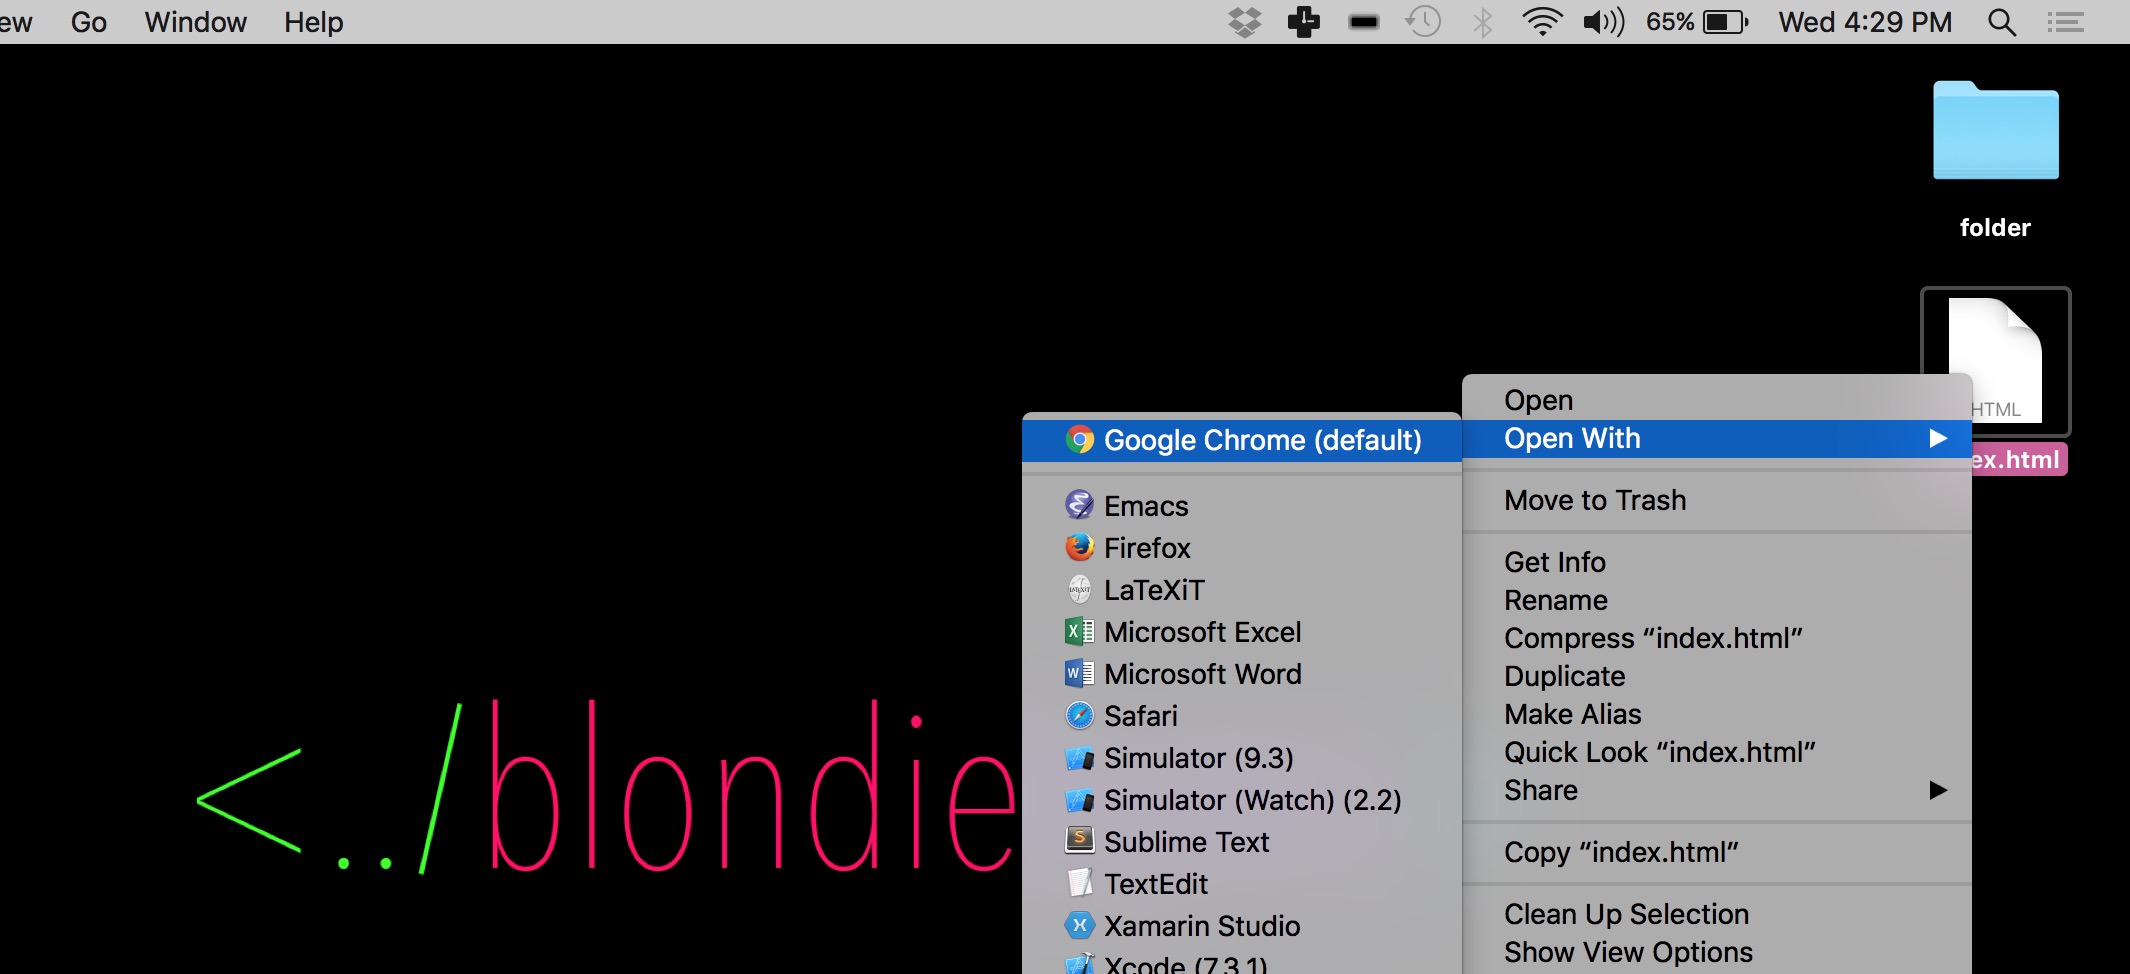 ew Go Window Help 65% Wed 4:29 PM
folder
HTML
ex.html
Open
Open With
Move to Trash
Get Info
Rename
Compress “index.html”
Duplicate
Make Alias
Quick Look “index.html”
Share
Copy “index.html”
Clean Up Selection
Show View Options
Google Chrome (default)
Emacs
Firefox
LaTeXiT
Microsoft Excel
Microsoft Word
Safari
Simulator (9.3)
Simulator (Watch) (2.2)
Sublime Text
TextEdit
Xamarin Studio
Xcode (7.3.1)
<../blondie